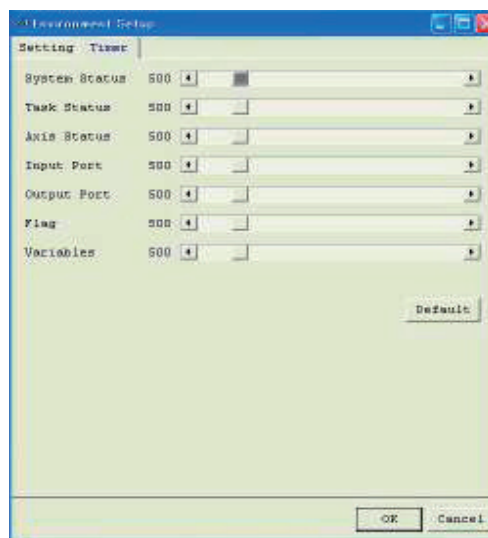 Environment Setup
Setting Timer
System Status 500
Task Status 500
Axis Status 500
Input Port 500
Output Port 500
Flag 500
Variables 500
Default
OK Cancel